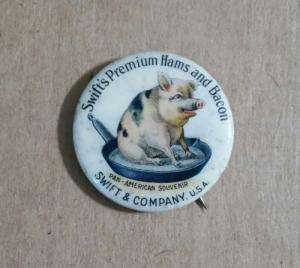 Swift's Premium Hams and Bacon
PAN-AMERICAN SOUVENIR
SWIFT & COMPANY, U.S.A.